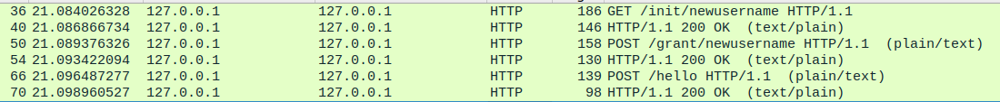 36 21.084026328 127.0.0.1 127.0.0.1 HTTP 186 GET /init/newusername HTTP/1.1
40 21.086866734 127.0.0.1 127.0.0.1 HTTP 146 HTTP/1.1 200 OK (text/plain)
50 21.089376326 127.0.0.1 127.0.0.1 HTTP 158 POST /grant/newusername HTTP/1.1 (plain/text)
54 21.093422094 127.0.0.1 127.0.0.1 HTTP 130 HTTP/1.1 200 OK (text/plain)
66 21.096487277 127.0.0.1 127.0.0.1 HTTP 139 POST /hello HTTP/1.1 (plain/text)
70 21.098960527 127.0.0.1 127.0.0.1 HTTP 98 HTTP/1.1 200 OK (text/plain)